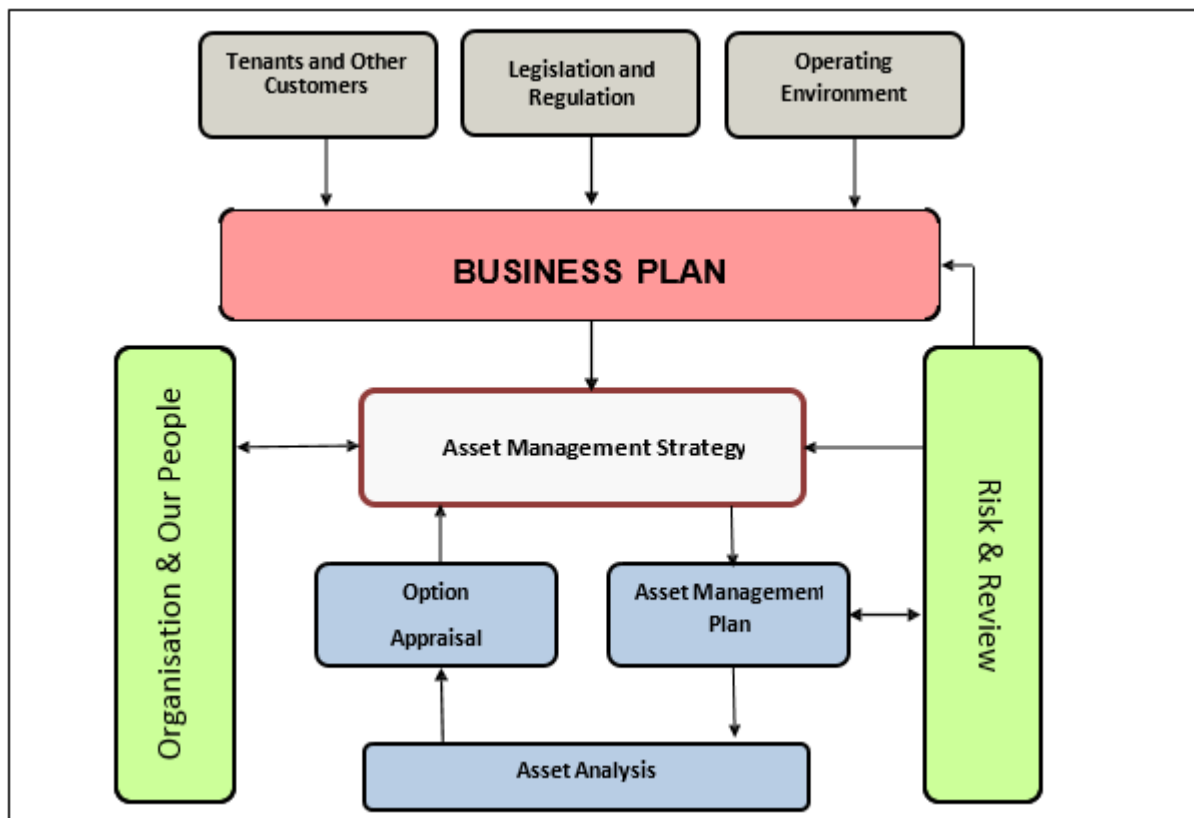 Tenants and Other
Customers
Legislation and
Regulation
Operating
Environment
BUSINESS PLAN
Organisation & Our People
Asset Management Strategy
Risk & Review
Option
Appraisal
Asset Management
Plan
Asset Analysis